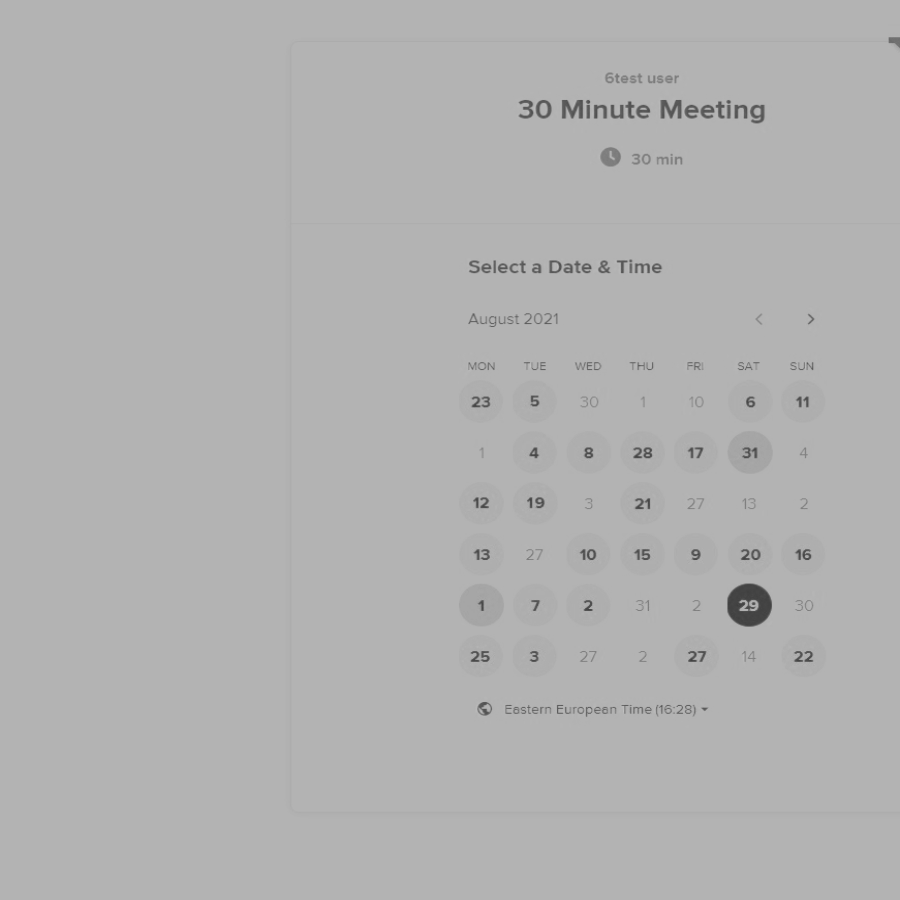 6test user
30 Minute Meeting
30 min
Select a Date & Time
August 2021
MON TUE WED THU FRI SAT SUN
23 5 30 1 10 6 11
1 4 8 28 17 31 4
12 19 3 21 27 13 2
13 27 10 15 9 20 16
1 7 2 31 2 29 30
25 3 27 2 27 14 22
Eastern European Time (16:28)